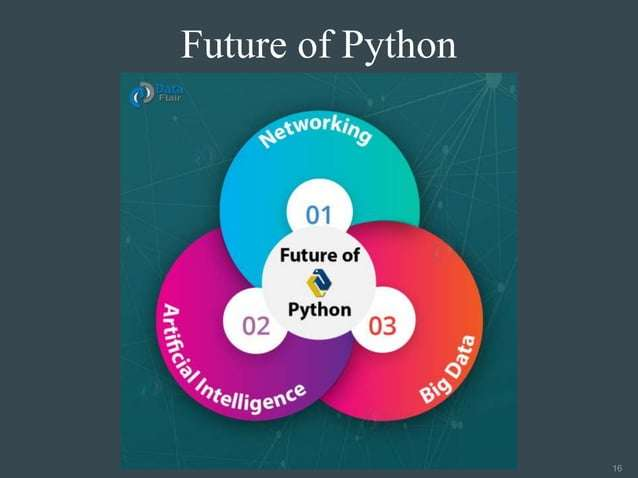 Future of Python
Data
Flair
Networking
01
Future of
Python
02
03
Artificial Intelligence
Big Data
16